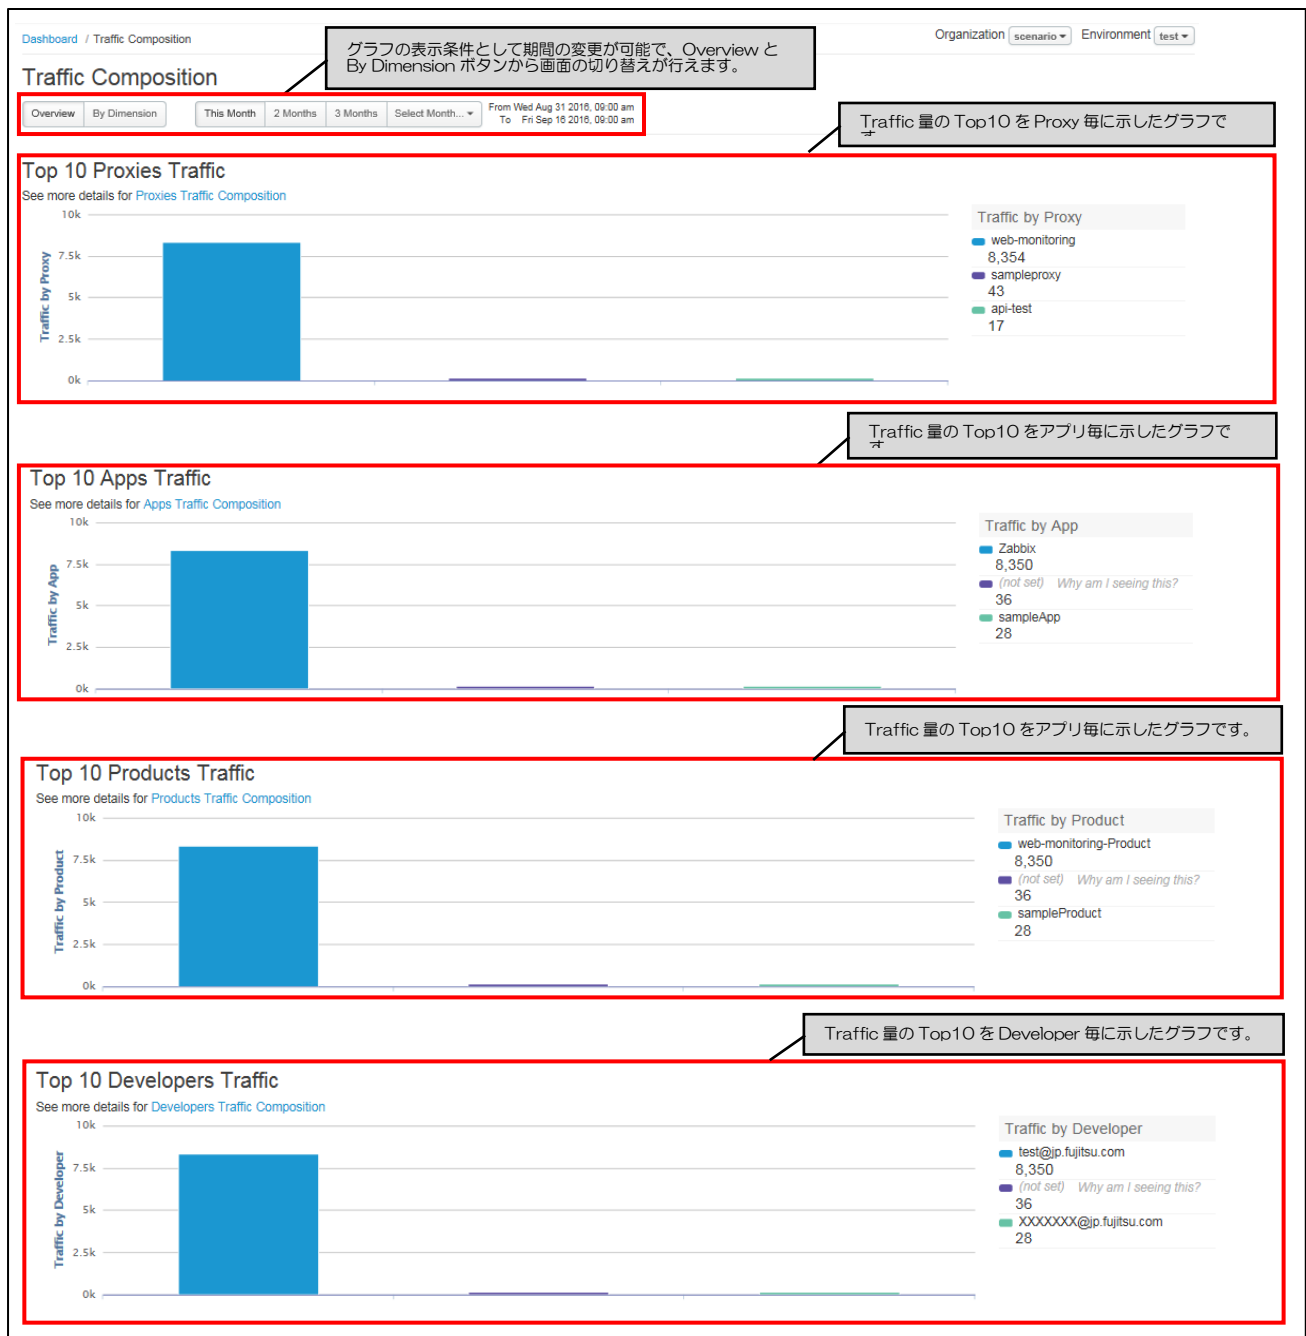 Dashboard / Traffic Composition
Organization scenario Environment test
グラフの表示条件として期間の変更が可能で、Overview と
By Dimension ボタンから画面の切り替えが行えます。
Traffic Composition
Overview By Dimension This Month 2 Months 3 Months Select Month... From Wed Aug 31 2016, 09:00 am
To Fri Sep 16 2016, 09:00 am
Traffic 量の Top10 を Proxy 毎に示したグラフで
す
Top 10 Proxies Traffic
See more details for Proxies Traffic Composition
Traffic by Proxy
10k
7.5k
5k
2.5k
0k
Traffic by Proxy
web-monitoring
8,354
sampleproxy
43
api-test
17
Traffic 量の Top10 をアプリ毎に示したグラフで
す
Top 10 Apps Traffic
See more details for Apps Traffic Composition
Traffic by App
10k
7.5k
5k
2.5k
0k
Traffic by App
Zabbix
8,350
(not set) Why am I seeing this?
36
sampleApp
28
Traffic 量の Top10 をアプリ毎に示したグラフです。
Top 10 Products Traffic
See more details for Products Traffic Composition
Traffic by Product
10k
7.5k
5k
2.5k
0k
Traffic by Product
web-monitoring-Product
8,350
(not set) Why am I seeing this?
36
sampleProduct
28
Traffic 量の Top10 を Developer 毎に示したグラフです。
Top 10 Developers Traffic
See more details for Developers Traffic Composition
Traffic by Developer
10k
7.5k
5k
2.5k
0k
Traffic by Developer
test@jp.fujitsu.com
8,350
(not set) Why am I seeing this?
36
XXXXXXX@jp.fujitsu.com
28